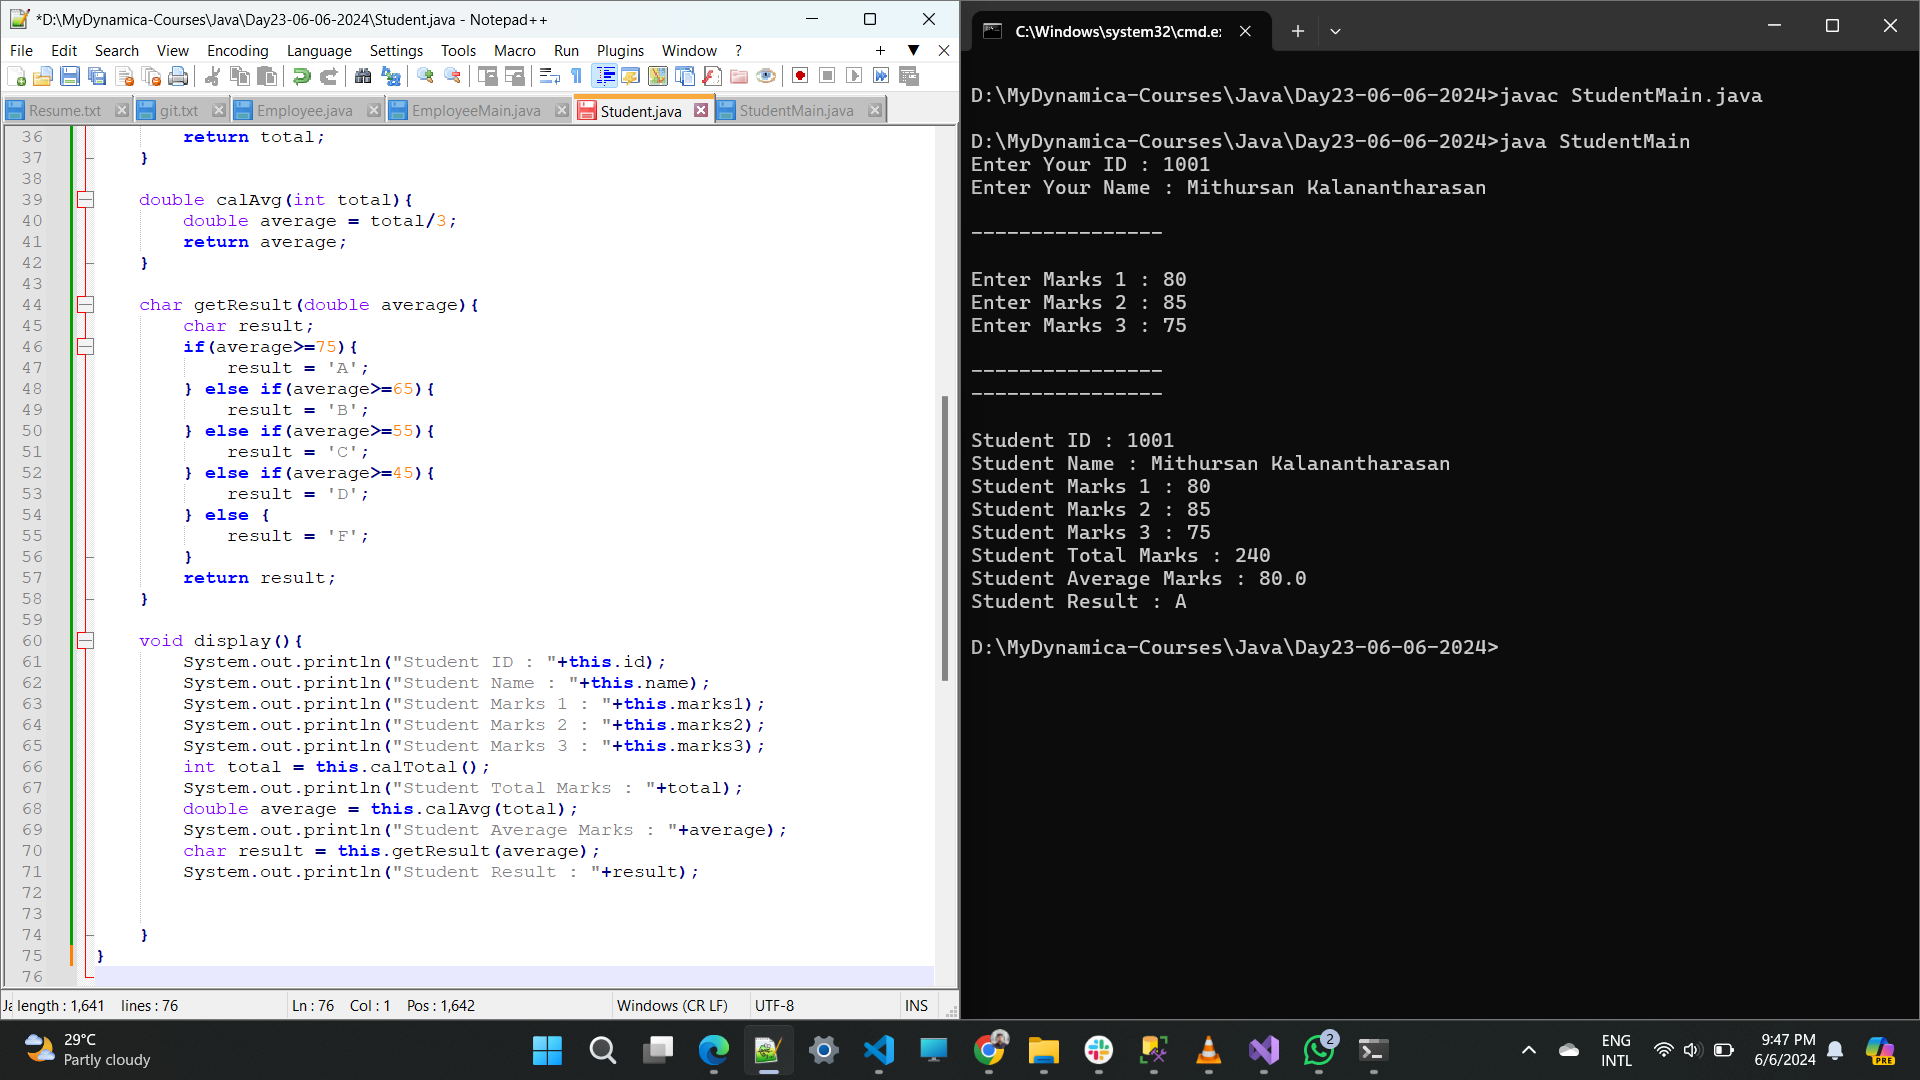 *D:\MyDynamica-Courses\Java\Day23-06-06-2024\Student.java - Notepad++
File Edit Search View Encoding Language Settings Tools Macro Run Plugins Window ?
Resume.txt git.txt Employee.java EmployeeMain.java Student.java StudentMain.java
36 return total;
37 }
38
39 double calAvg(int total){
40 double average = total/3;
41 return average;
42 }
43
44 char getResult(double average){
45 char result;
46 if(average>=75){
47 result = 'A';
48 } else if(average>=65){
49 result = 'B';
50 } else if(average>=55){
51 result = 'C';
52 } else if(average>=45){
53 result = 'D';
54 } else {
55 result = 'F';
56 }
57 return result;
58 }
59
60 void display(){
61 System.out.println("Student ID : "+this.id);
62 System.out.println("Student Name : "+this.name);
63 System.out.println("Student Marks 1 : "+this.marks1);
64 System.out.println("Student Marks 2 : "+this.marks2);
65 System.out.println("Student Marks 3 : "+this.marks3);
66 int total = this.calTotal();
67 System.out.println("Student Total Marks : "+total);
68 double average = this.calAvg(total);
69 System.out.println("Student Average Marks : "+average);
70 char result = this.getResult(average);
71 System.out.println("Student Result : "+result);
72
73
74 }
75 }
76
Ja length : 1,641 lines : 76 Ln : 76 Col : 1 Pos : 1,642 Windows (CR LF) UTF-8 INS
C:\Windows\system32\cmd.e
D:\MyDynamica-Courses\Java\Day23-06-06-2024>javac StudentMain.java
D:\MyDynamica-Courses\Java\Day23-06-06-2024>java StudentMain
Enter Your ID : 1001
Enter Your Name : Mithursan Kalanantharasan
----------------
Enter Marks 1 : 80
Enter Marks 2 : 85
Enter Marks 3 : 75
----------------
----------------
Student ID : 1001
Student Name : Mithursan Kalanantharasan
Student Marks 1 : 80
Student Marks 2 : 85
Student Marks 3 : 75
Student Total Marks : 240
Student Average Marks : 80.0
Student Result : A
D:\MyDynamica-Courses\Java\Day23-06-06-2024>
29°C
Partly cloudy
2
ENG
INTL
9:47 PM
6/6/2024
PRE